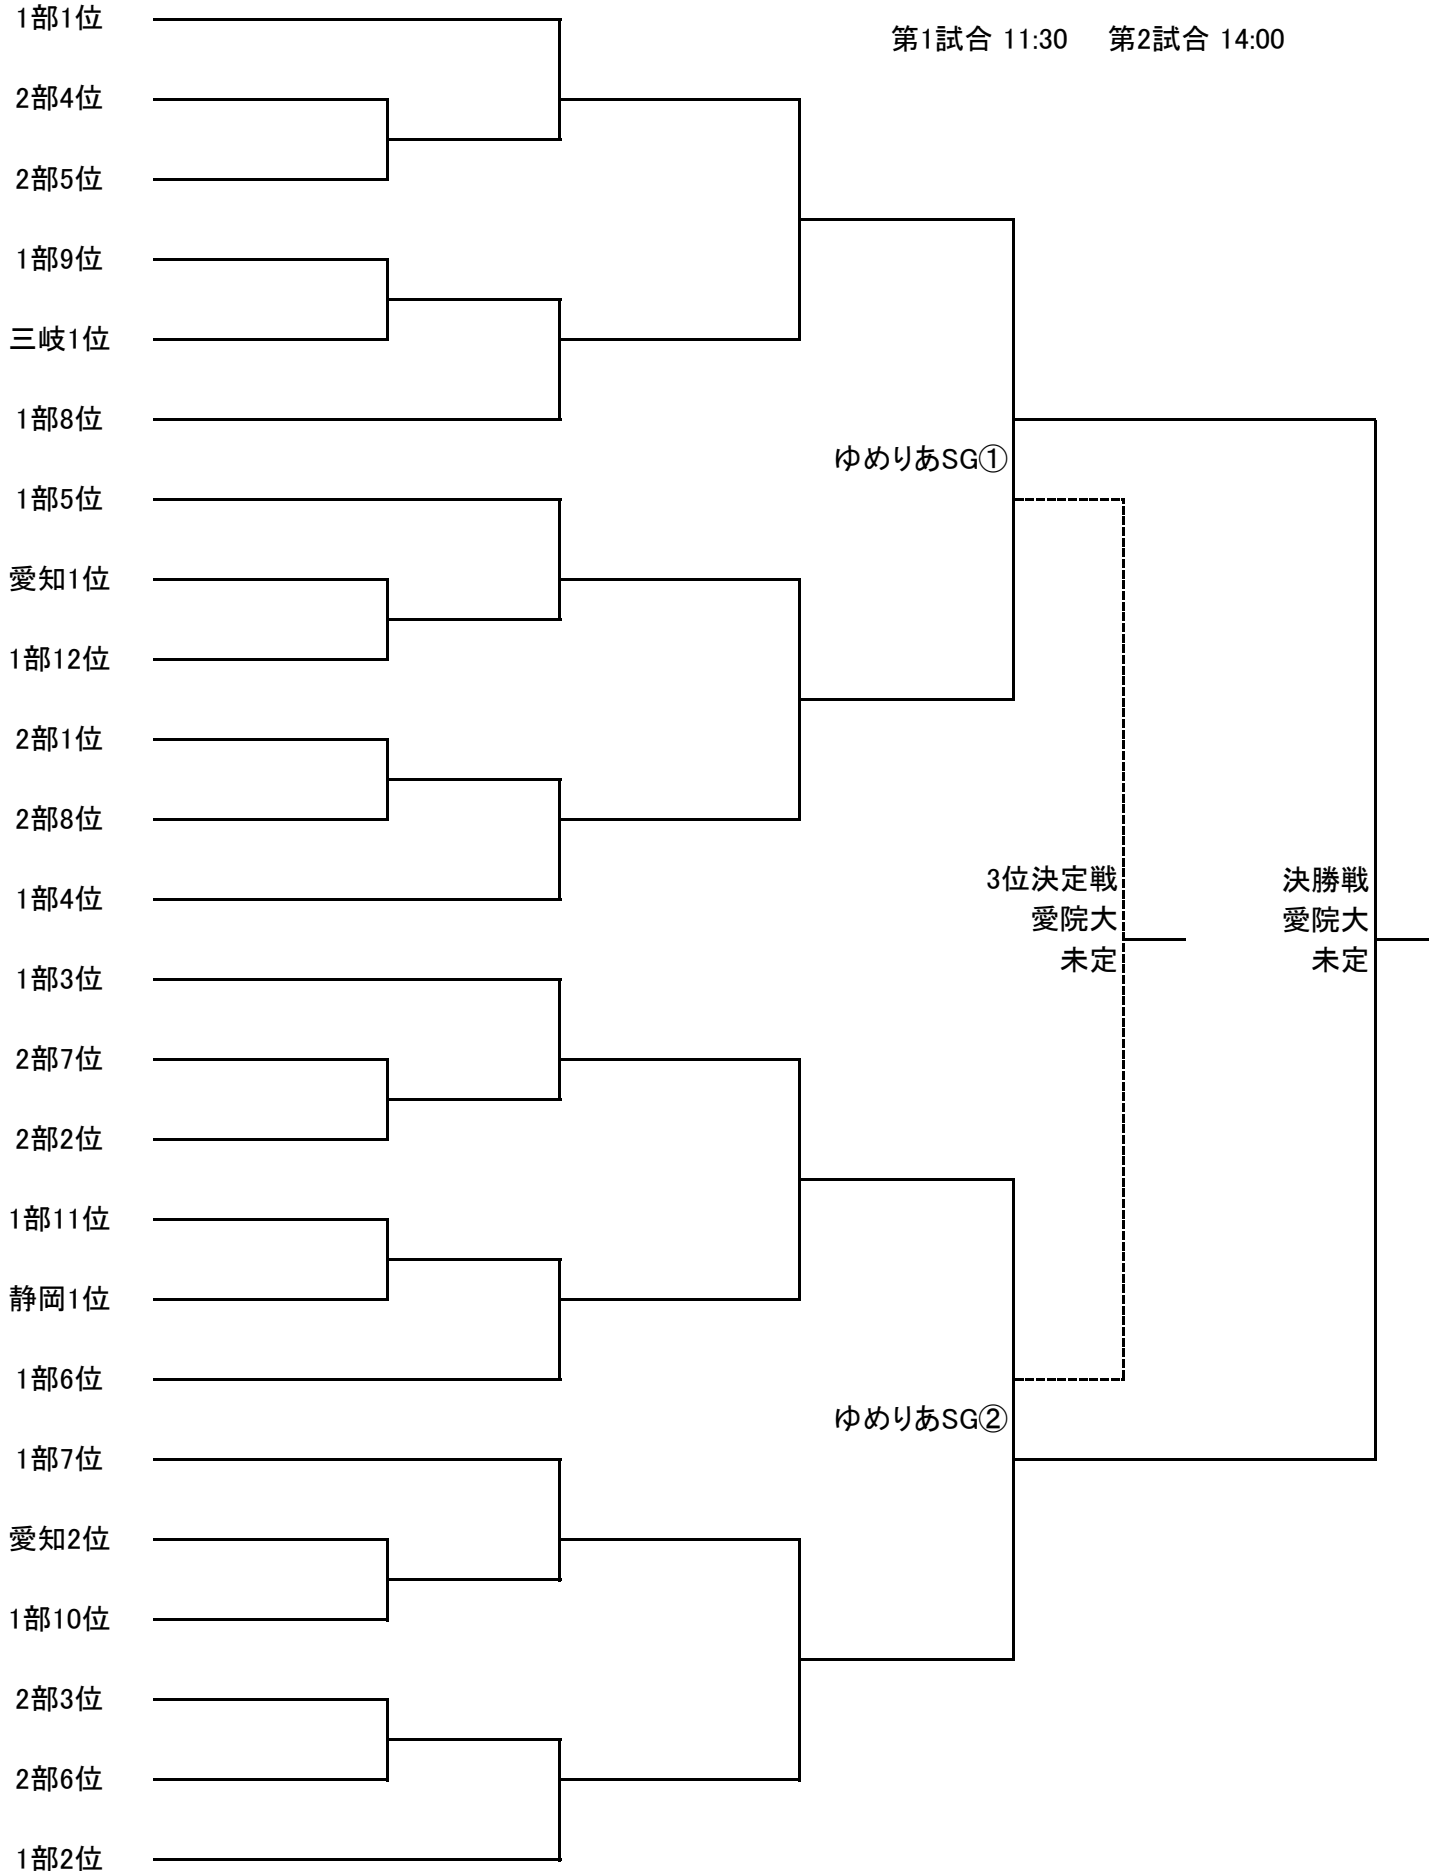 1部1位
第1試合 11:30 第2試合 14:00
2部4位
2部5位
1部9位
三岐1位
1部8位
ゆめりあSG①
1部5位
愛知1位
1部12位
2部1位
2部8位
1部4位
3位決定戦
愛院大
未定
決勝戦
愛院大
未定
1部3位
2部7位
2部2位
1部11位
静岡1位
1部6位
ゆめりあSG②
1部7位
愛知2位
1部10位
2部3位
2部6位
1部2位